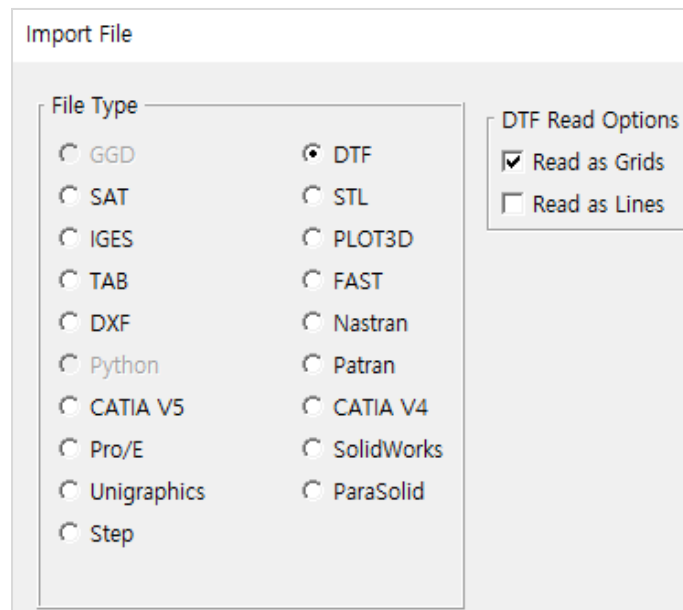 Import File
File Type
GGD
DTF
SAT
STL
IGES
PLOT3D
TAB
FAST
DXF
Nastran
Python
Patran
CATIA V5
CATIA V4
Pro/E
SolidWorks
Unigraphics
ParaSolid
Step
DTF Read Options
Read as Grids
Read as Lines